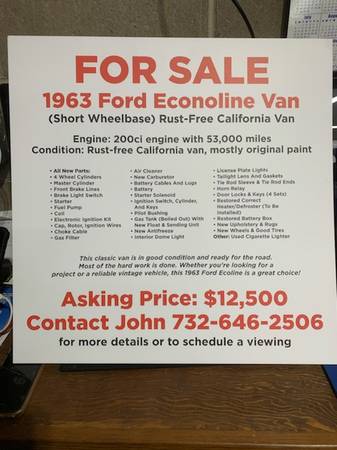 July
FOR SALE
1963 Ford Econoline Van
(Short Wheelbase) Rust-Free California Van
Engine: 200ci engine with 53,000 miles
Condition: Rust-free California van, mostly original paint
• All New Parts:
• 4 Wheel Cylinders
• Master Cylinder
• Front Brake Lines
• Brake Light Switch
• Starter
• Fuel Pump
• Coil
• Electronic Ignition Kit
• Cap, Rotor, Ignition Wires
• Choke Cable
• Gas Filter
• Air Cleaner
• New Carburetor
• Battery Cables And Lugs
• Battery
• Starter Solenoid
• Ignition Switch, Cylinder,
And Keys
• Pilot Bushing
• Gas Tank (Boiled Out) With
New Float & Sending Unit
• New Antifreeze
• Interior Dome Light
• License Plate Lights
• Taillight Lens And Gaskets
• Tie Rod Sleeve & Tie Rod Ends
• Horn Relay
• Door Locks & Keys (4 Sets)
• Restored Correct
Heater/Defroster (To Be
Installed)
• Restored Battery Box
• New Upholstery & Rugs
• New Wheels & Good Tires
Other: Used Cigarette Lighter
This classic van is in good condition and ready for the road.
Most of the hard work is done. Whether you're looking for a
project or a reliable vintage vehicle, this 1963 Ford Ecoline is a great choice!
Asking Price: $12,500
Contact John 732-646-2506
for more details or to schedule a viewing